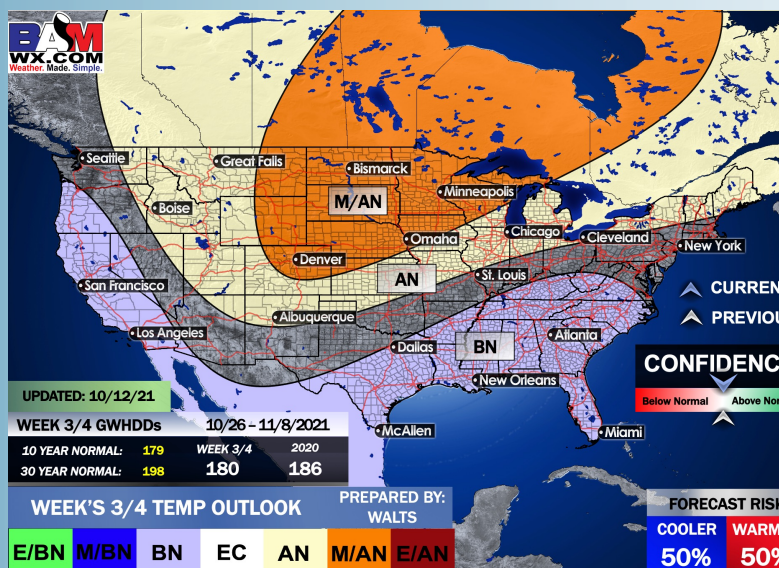 BAM
WX.COM
Weather. Made. Simple.
Seattle
Great Falls
Bismarck
Minneapolis
M/AN
Boise
Omaha
Chicago
Cleveland
New York
Denver
AN
St. Louis
San Francisco
CURREN
Albuquerque
PREVIOU
Los Angeles
Dallas
BN
Atlanta
CONFIDENC
New Orleans
Below Normal
Above Nor
McAllen
Miami
UPDATED: 10/12/21
WEEK 3/4 GWHDDs 10/26 – 11/8/2021
10 YEAR NORMAL: 179 WEEK 3/4 2020
30 YEAR NORMAL: 198 180 186
WEEK'S 3/4 TEMP OUTLOOK
PREPARED BY:
WALTS
FORECAST RISK
COOLER WARM
50% 50%
E/BN M/BN BN EC AN M/AN E/AN